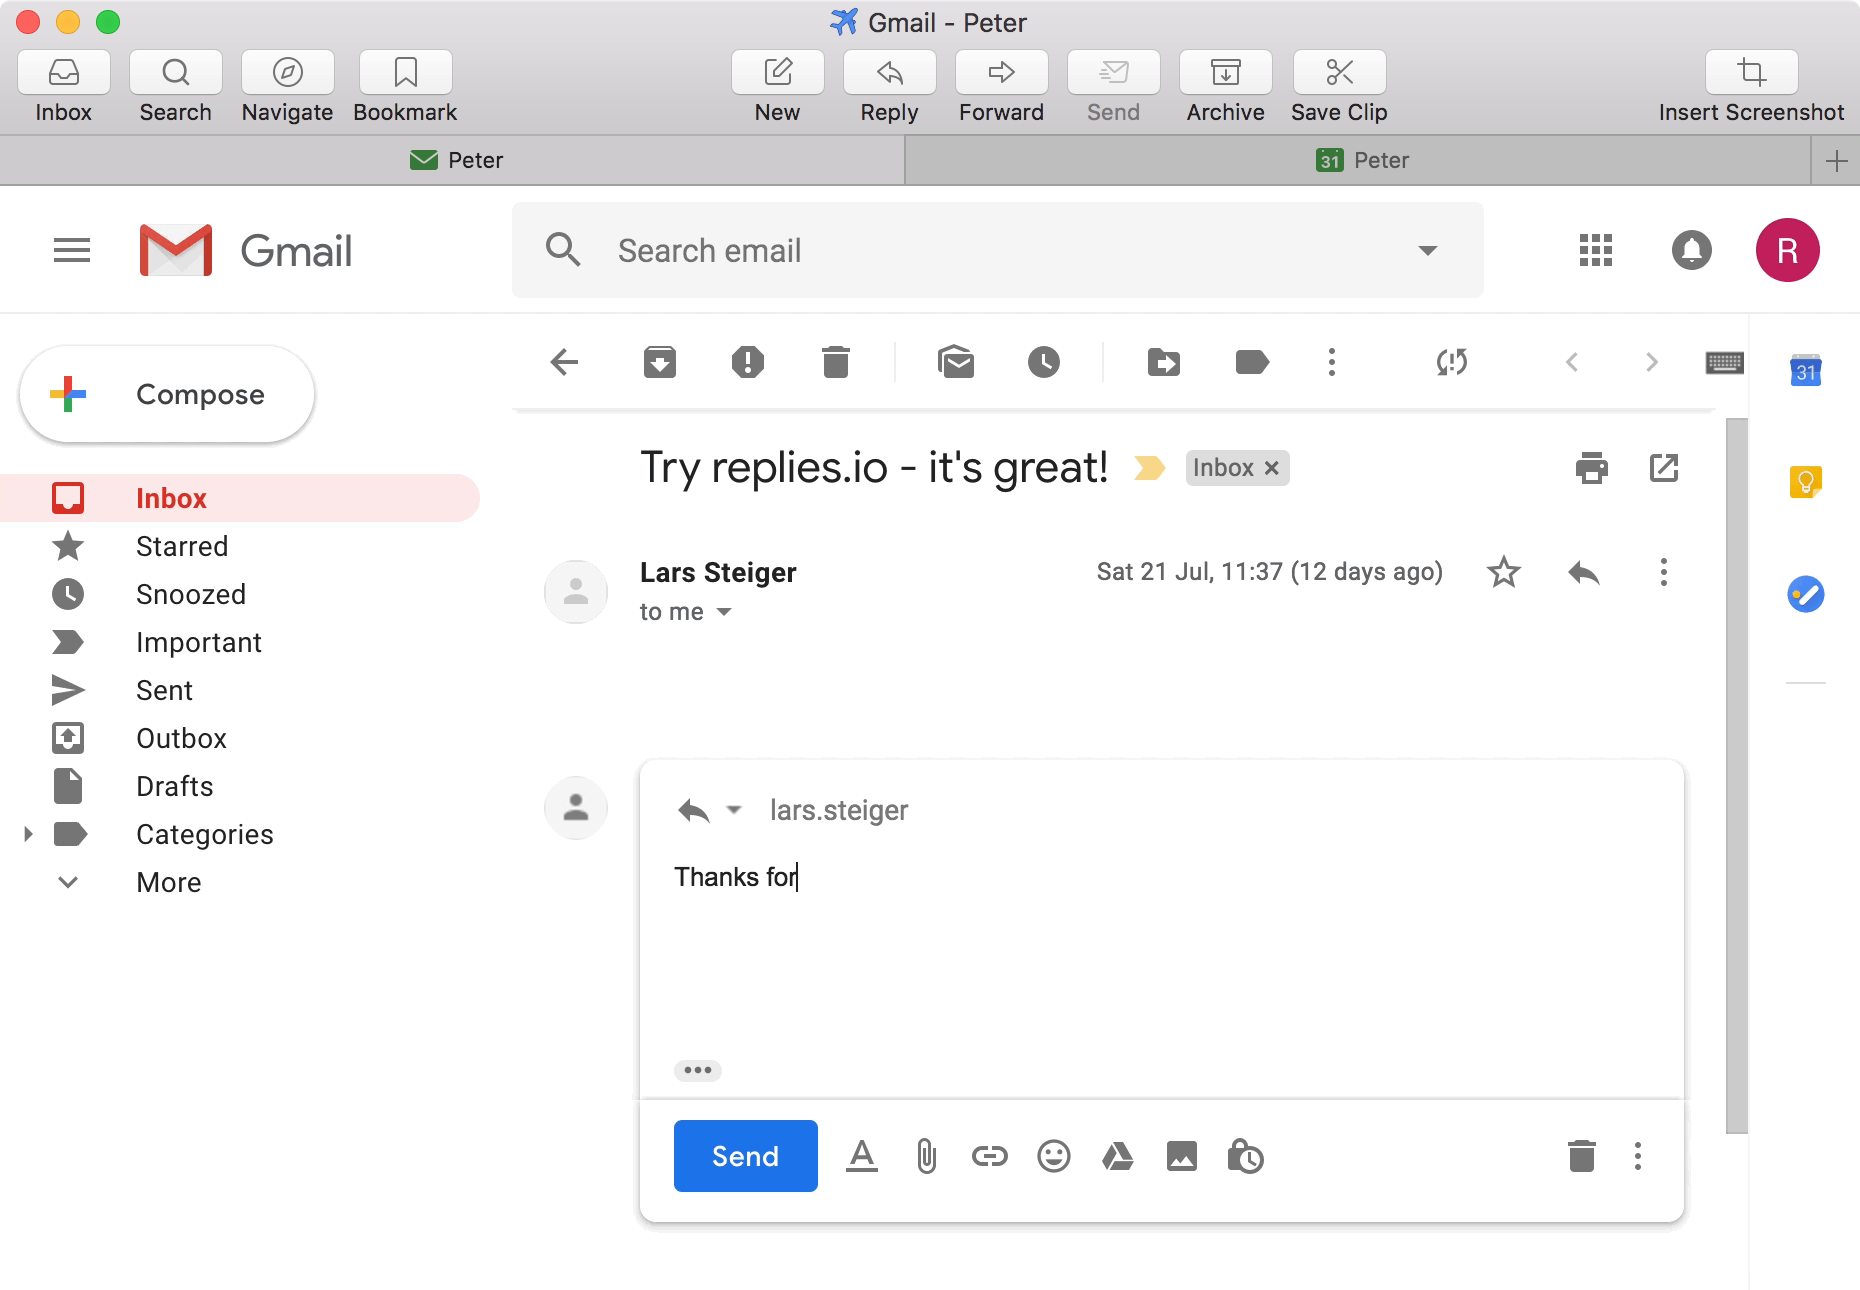 Gmail - Peter
Inbox
Search
Navigate
Bookmark
New
Reply
Forward
Send
Archive
Save Clip
Insert Screenshot
Peter
31 Peter
Gmail
Search email
R
Compose
31
Try replies.io - it's great!
Inbox ×
Inbox
Starred
Snoozed
Important
Sent
Outbox
Drafts
Categories
More
Lars Steiger
Sat 21 Jul, 11:37 (12 days ago)
to me
lars.steiger
Thanks for
Send